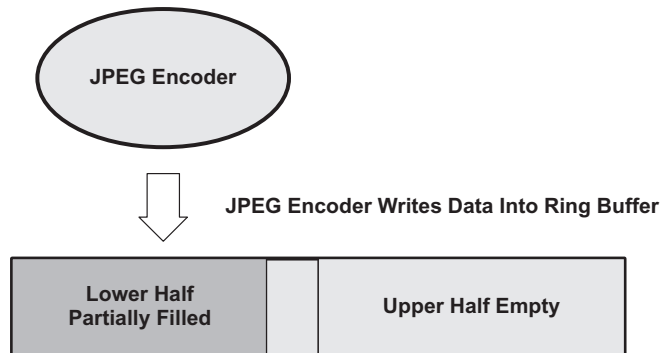 JPEG Encoder
JPEG Encoder Writes Data Into Ring Buffer
Lower Half
Partially Filled
Upper Half Empty